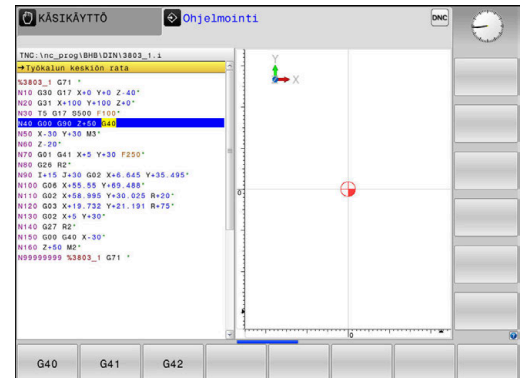 KÄSIKÄYTTÖ
Ohjelmointi
DNC
TNC:\nc_prog\BHB\DIN\3803_1.i
→Työkalun keskiön rata
%3803_1 G71 *
N10 G30 G17 X+0 Y+0 Z-40*
N20 G31 X+100 Y+100 Z+0*
N30 T5 G17 S500 F100*
N40 G00 G90 Z+50 G40
N50 X-30 Y+30 M3*
N60 Z-20*
N70 G01 G41 X+5 Y+30 F250*
N80 G26 R2*
N90 I+15 J+30 G02 X+6.645 Y+35.495*
N100 G06 X+55.55 Y+69.488*
N110 G02 X+58.995 Y+30.025 R+20*
N120 G03 X+19.732 Y+21.191 R+75*
N130 G02 X+5 Y+30*
N140 G27 R2*
N150 G00 G40 X-30*
N160 Z+50 M2*
N99999999 %3803_1 G71 *
Y
X
0
0
G40
G41
G42